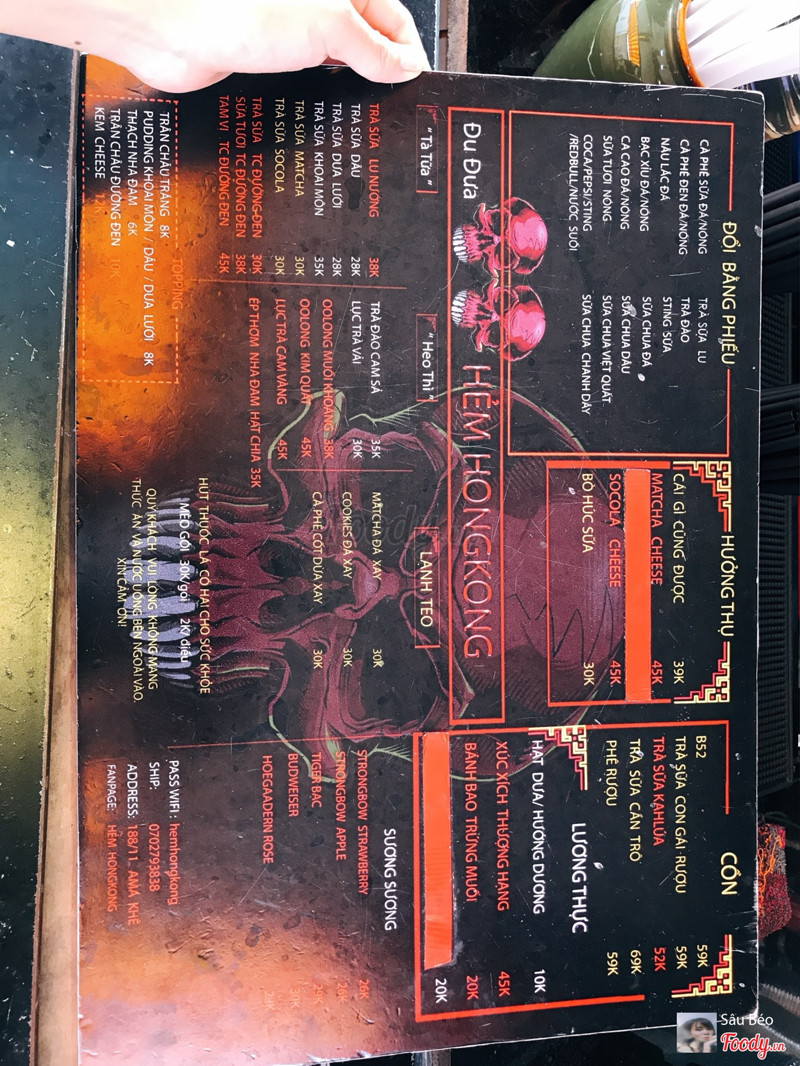 ĐỔI BẰNG PHIẾU
CÀ PHÊ SỮA ĐÁ/NÓNG
CÀ PHÊ ĐEN ĐÁ/NÓNG
NÂU LẮC ĐÁ
BẠC XỈU ĐÁ/NÓNG
CA CAO ĐÁ/NÓNG
SỮA TƯƠI NÓNG
COCA/PEPSI/STING
/REDBULL/NƯỚC SUỐI
TRÀ SỮA LU
TRÀ ĐÀO
STING SỮA
SỮA CHUA ĐÁ
SỮA CHUA DÂU
SỮA CHUA VIỆT QUẤT
SỮA CHUA CHANH DÂY
HƯỞNG THỤ
CÁI GÌ CŨNG ĐƯỢC 39K
MATCHA CHEESE 45K
SOCOLA CHEESE 45K
BÒ HÚC SỮA 30K
CỒN
B52 59K
TRÀ SỮA CON GÁI RƯỢU 59K
TRÀ SỮA KAHLÚA 52K
TRÀ SỮA CẮN TRÓ 69K
PHÊ RƯỢU 59K
Đu Đưa
HẺM HONGKONG
LƯƠNG THỰC
HẠT DƯA/ HƯỚNG DƯƠNG 10K
XÚC XÍCH THƯỢNG HẠNG 45K
BÁNH BAO TRỨNG MUỐI 20K
20K
"Tà Tữa"
TRÀ SỮA LU NƯỚNG 38K
TRÀ SỮA DÂU 28K
TRÀ SỮA DƯA LƯỚI 28K
TRÀ SỮA KHOAI MÔN 35K
TRÀ SỮA MATCHA 30K
TRÀ SỮA SOCOLA 30K
TRÀ SỮA TC ĐƯỜNG ĐEN 30K
SỮA TƯƠI TC ĐƯỜNG ĐEN 38K
TAM VỊ TC ĐƯỜNG ĐEN 45K
TOPPING
TRÂN CHÂU TRẮNG 8K
PUDDING KHOAI MÔN / DÂU / DƯA LƯỚI 8K
THẠCH NHA ĐAM 6K
TRÂN CHÂU ĐƯỜNG ĐEN 10K
KEM CHEESE
"Heo Thi"
TRÀ ĐÀO CAM SẢ 35K
LỤC TRÀ VẢI 30K
OOLONG MUỐI KHOÁNG 38K
OOLONG KIM QUẤT 45K
LỤC TRÀ CAM VÀNG 45K
ÉP THƠM NHA ĐAM HẠT CHIA 35K
LẠNH TEO
MATCHA ĐÁ XAY 30K
COOKIES ĐÁ XAY 30K
CÀ PHÊ CỐT DỪA XAY 30K
HÚT THUỐC LÁ CÓ HẠI CHO SỨC KHỎE
MÈO GÓI 30K/gói 2K/ điếu
QUÝ KHÁCH VUI LÒNG KHÔNG MANG
THỨC ĂN VÀ NƯỚC UỐNG BÊN NGOÀI VÀO.
XIN CẢM ƠN!
SƯƠNG SƯƠNG
STRONGBOW STRAWBERRY 26K
STRONGBOW APPLE
TIGER BẠC
BUDWEISER
HOEGAADERN ROSE
PASS WIFI: hemhongkong
SHIP: 0702793838
ADDRESS: 188/11. AMA KHÊ
FANPAGE: HẺM HONGKONG
Foody.vn
Sâu Béo
Foody.vn